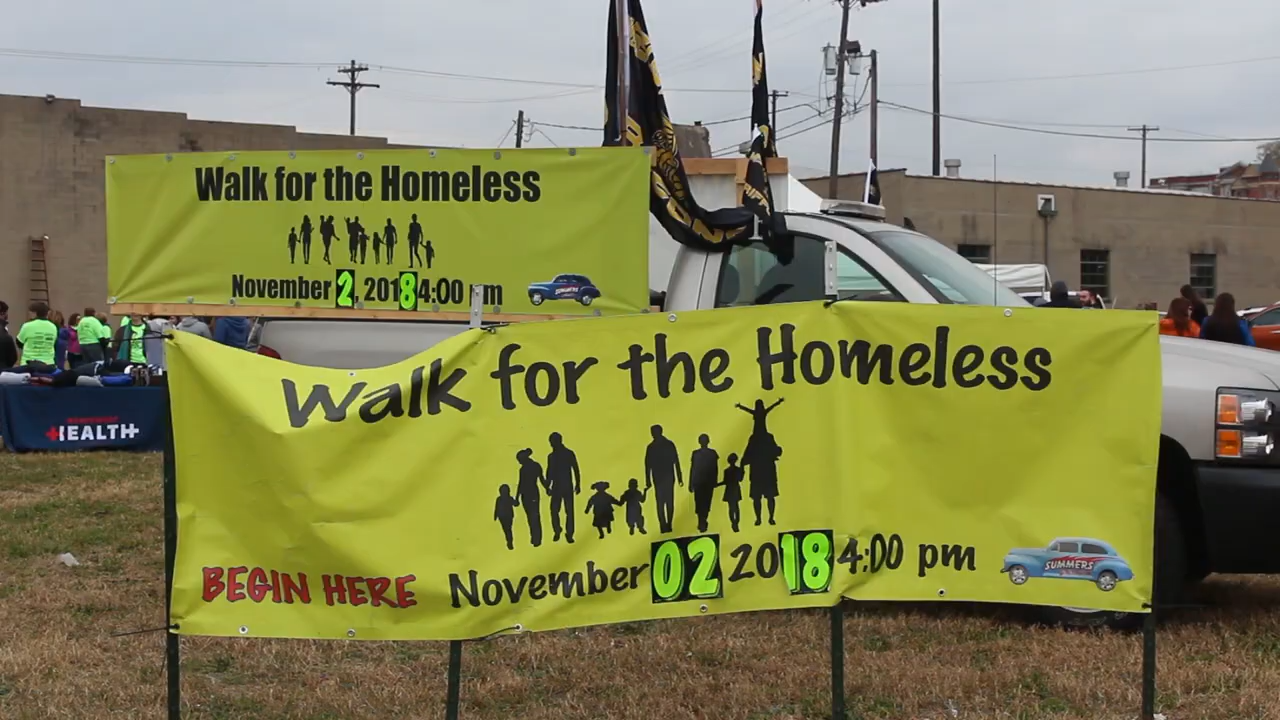 Walk for the Homeless
November 2, 2018 4:00 pm
SUMMERS
HEALTH
Walk for the Homeless
BEGIN HERE November 02 2018 4:00 pm
SUMMERS